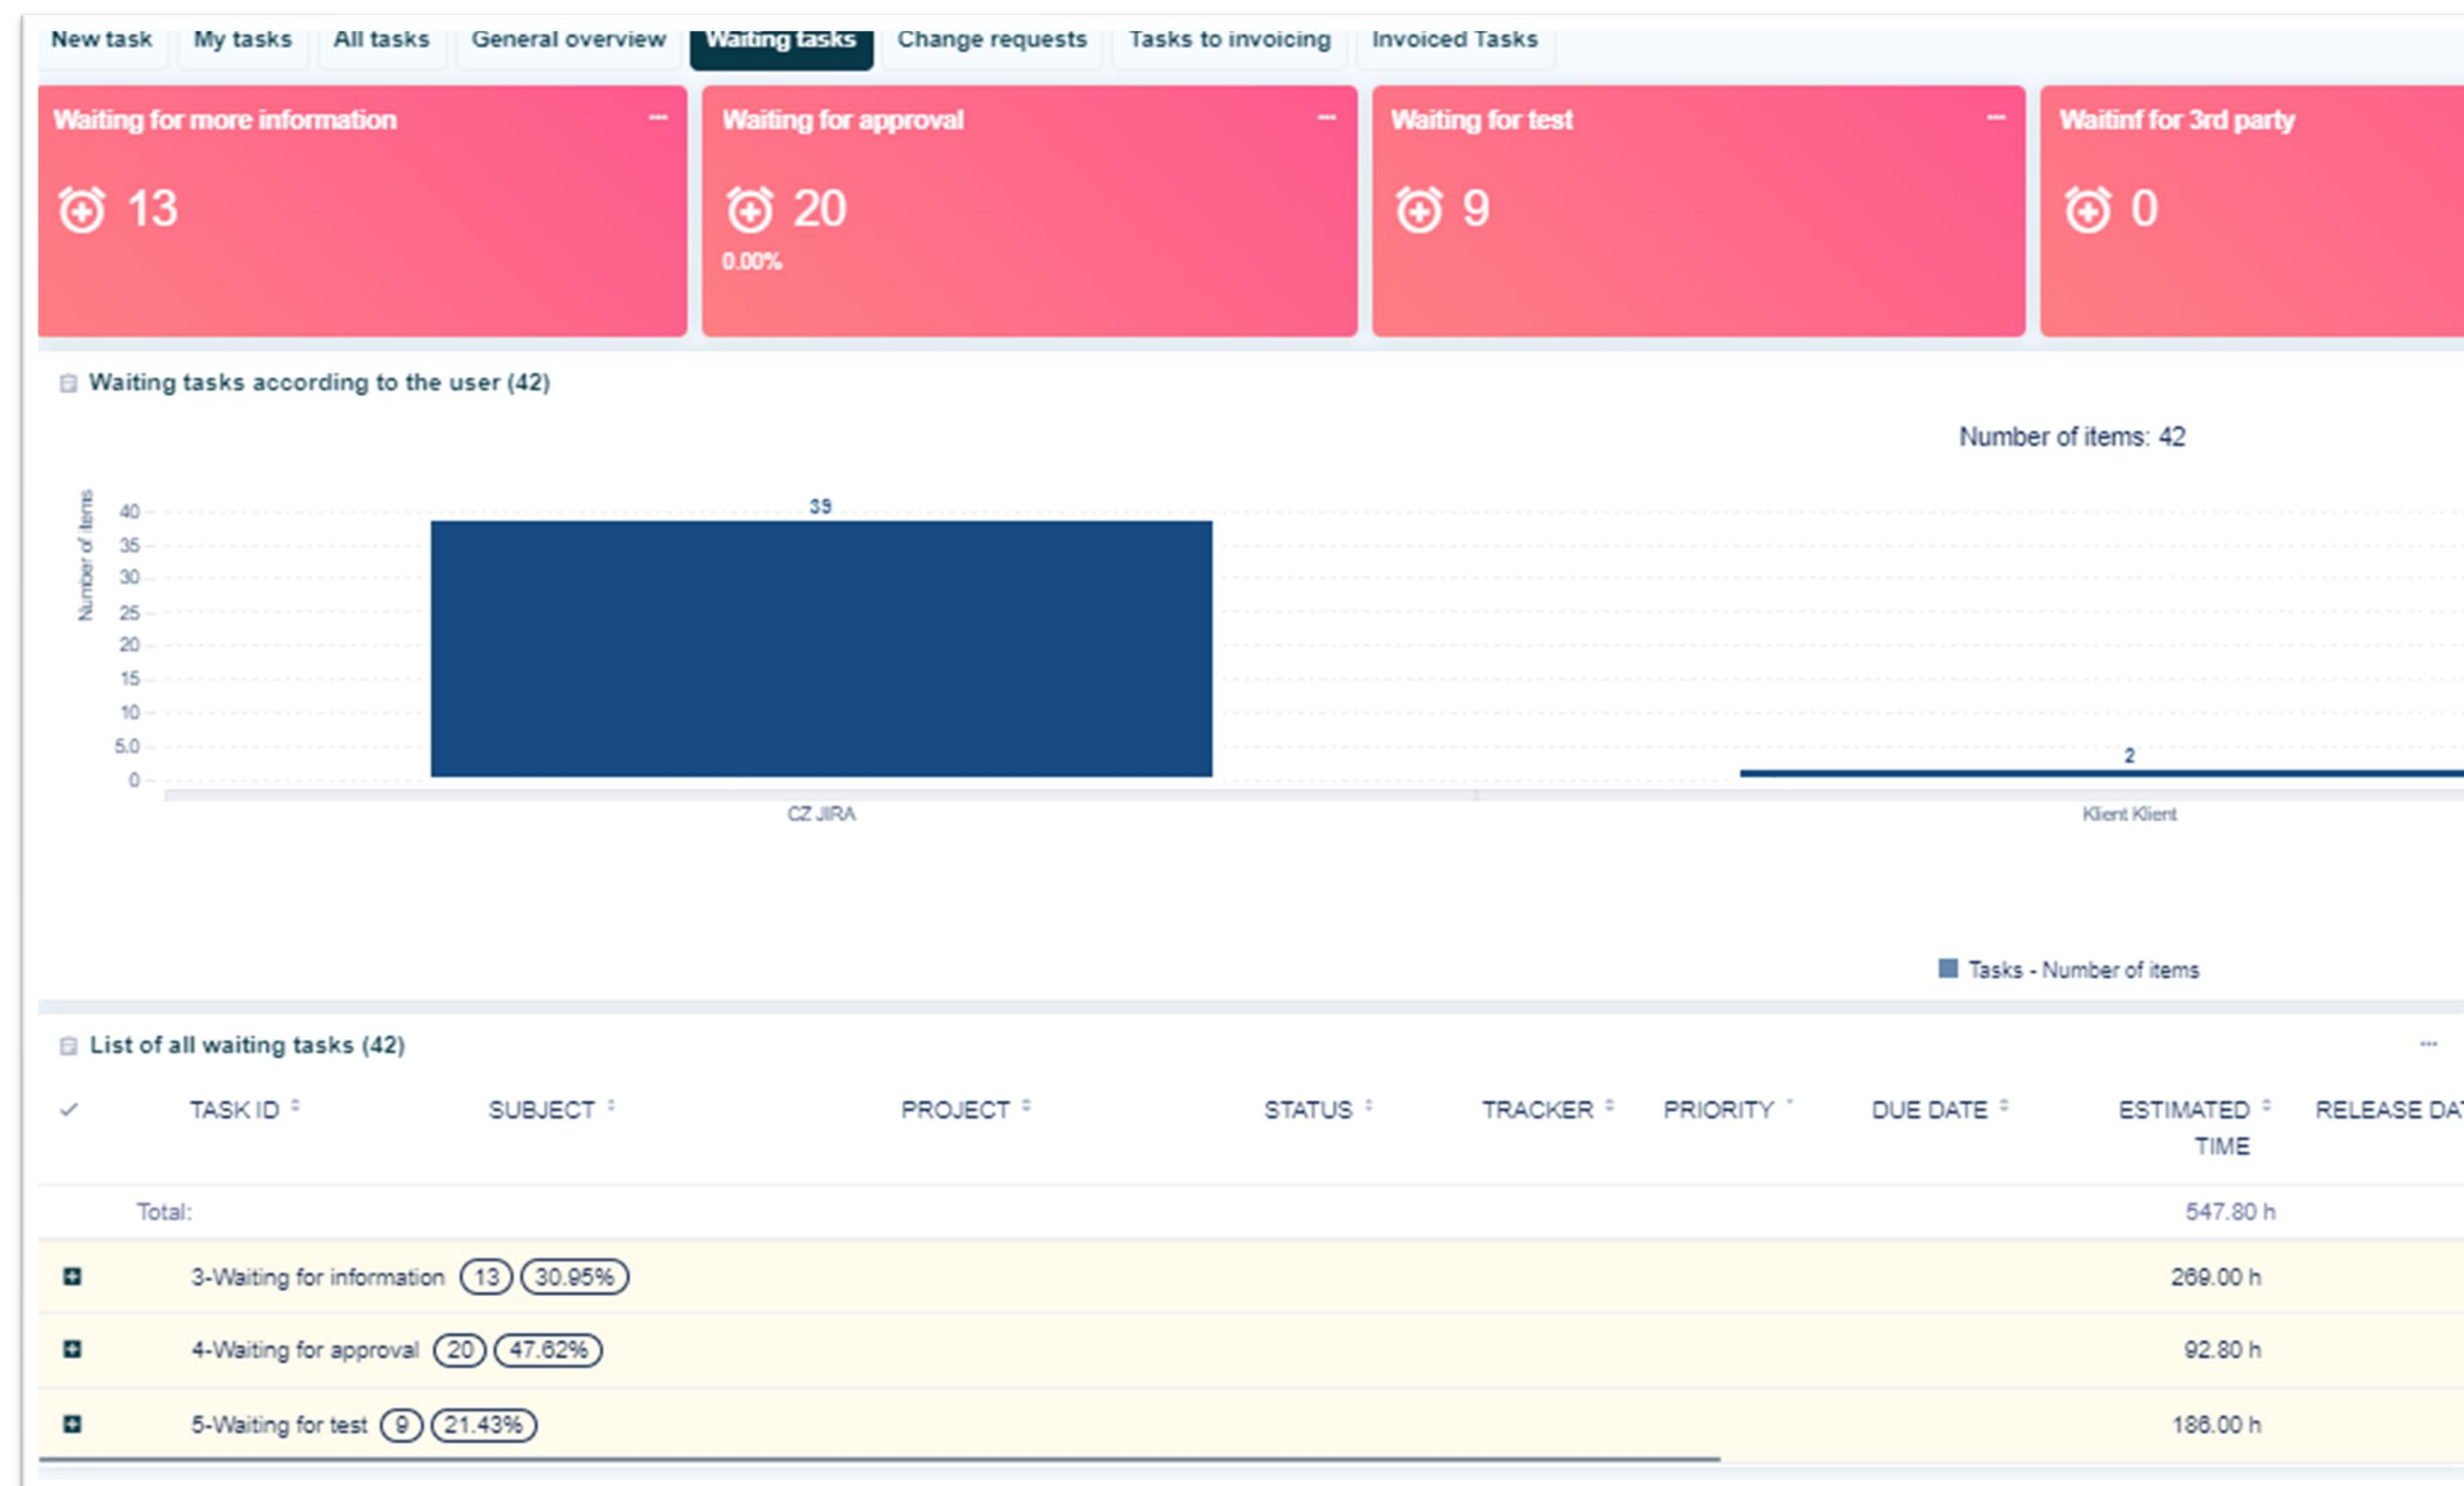 New task My tasks All tasks General overview Waiting tasks Change requests Tasks to invoicing Invoiced Tasks
Waiting for more information ... Waiting for approval ... Waiting for test ... Waitinf for 3rd party
13 20 9 0
0.00%
Waiting tasks according to the user (42)
Number of items: 42
Number of items
39
40
35
30
25
20
15
10
5.0
2
0
CZ JIRA Klient Klient
Tasks - Number of items
List of all waiting tasks (42) ...
TASK ID SUBJECT PROJECT STATUS TRACKER PRIORITY DUE DATE ESTIMATED RELEASE DA
TIME
Total: 547.80 h
3-Waiting for information 13 30.95% 269.00 h
4-Waiting for approval 20 47.62% 92.80 h
5-Waiting for test 9 21.43% 186.00 h